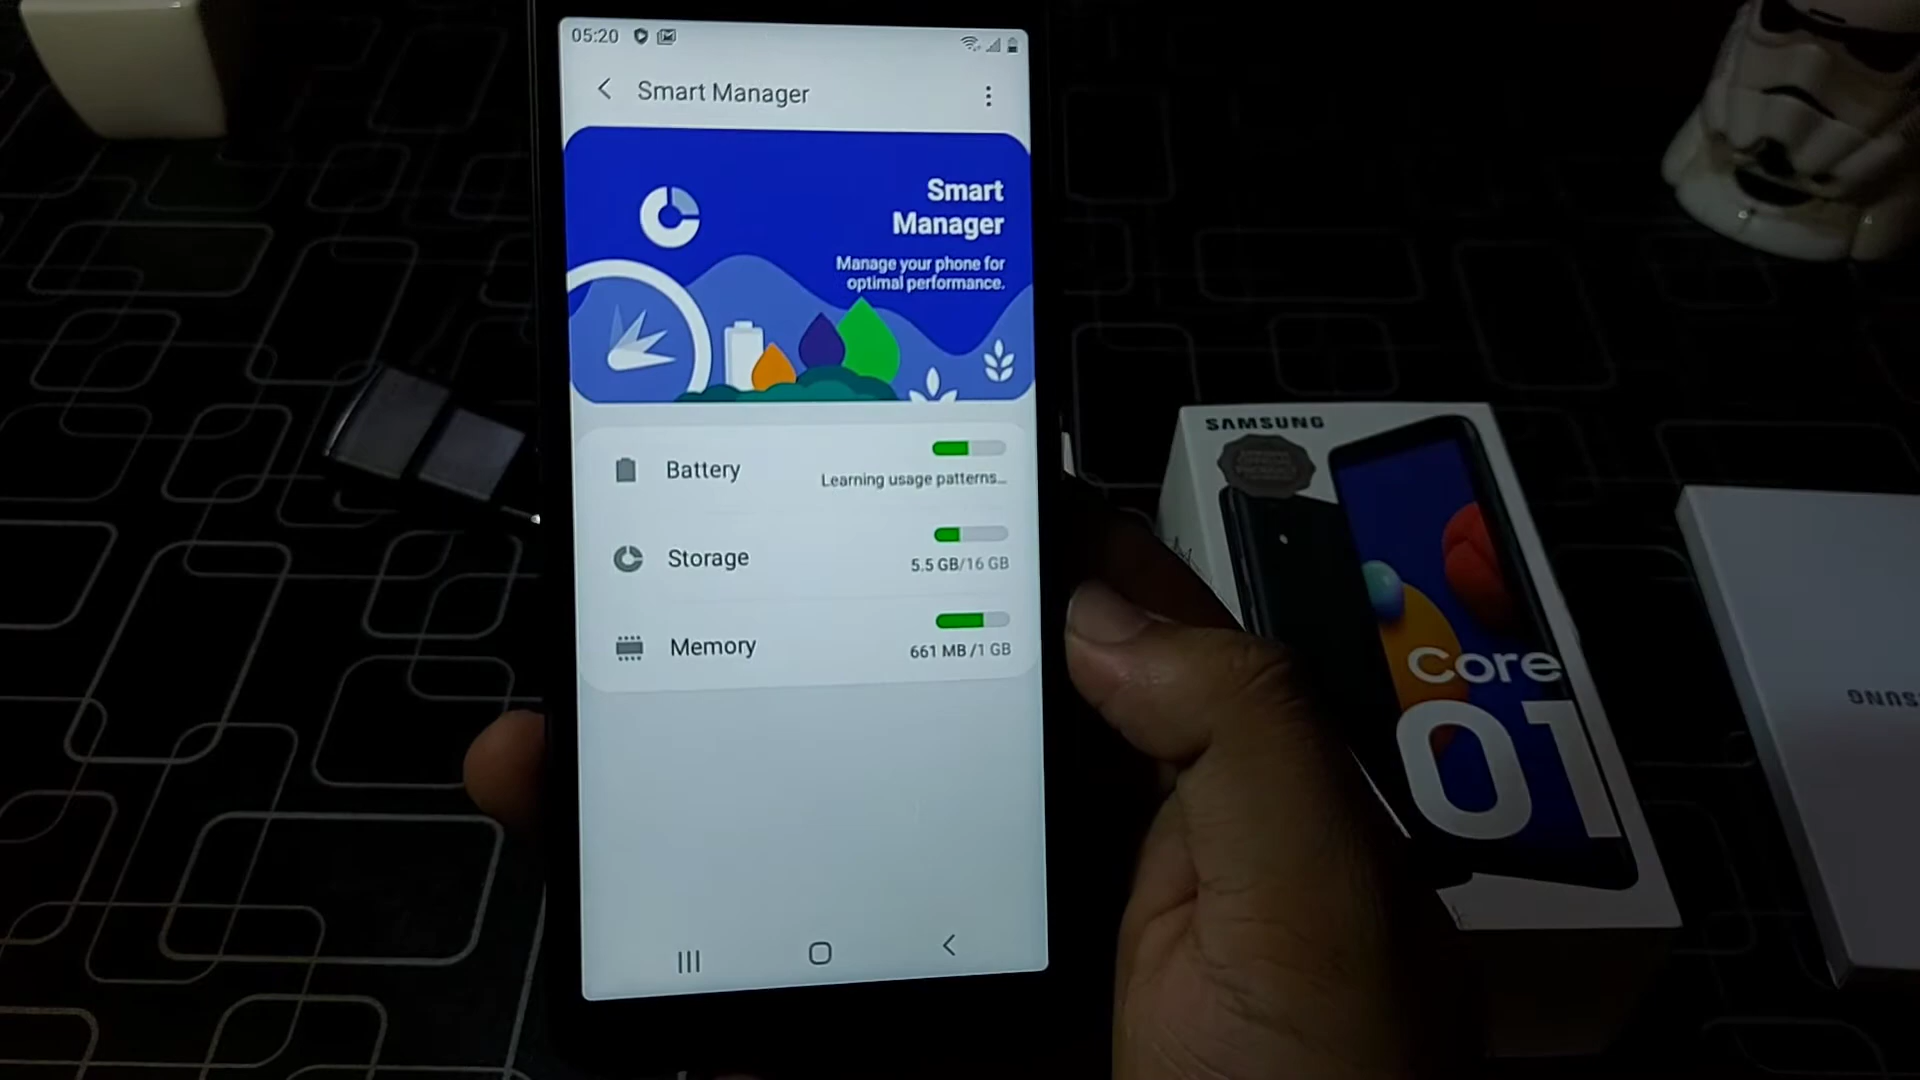 05:20
Smart Manager
Smart
Manager
Manage your phone for
optimal performance.
Battery
Learning usage patterns...
Storage
5.5 GB/16 GB
Memory
661 MB /1 GB
SAMSUNG
Core
01